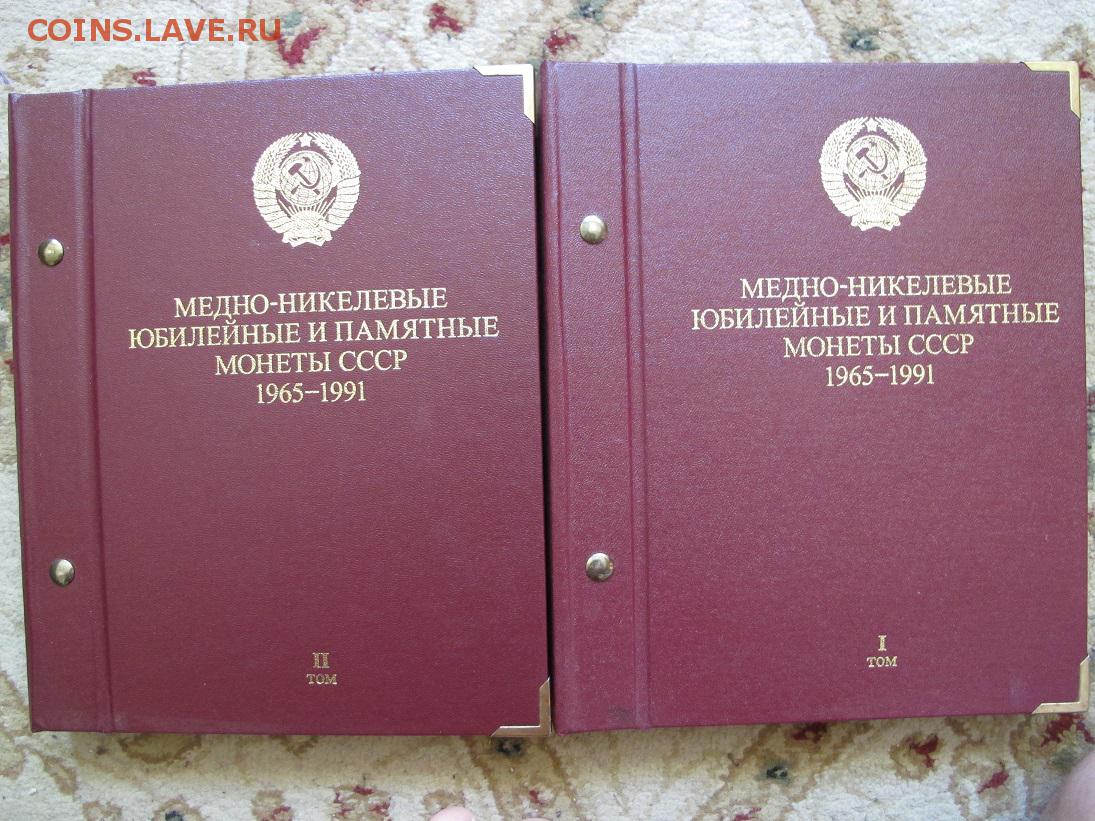 COINS.LAVE.RU
МЕДНО-НИКЕЛЕВЫЕ
ЮБИЛЕЙНЫЕ И ПАМЯТНЫЕ
МОНЕТЫ СССР
1965–1991
II
ТОМ
МЕДНО-НИКЕЛЕВЫЕ
ЮБИЛЕЙНЫЕ И ПАМЯТНЫЕ
МОНЕТЫ СССР
1965–1991
I
ТОМ